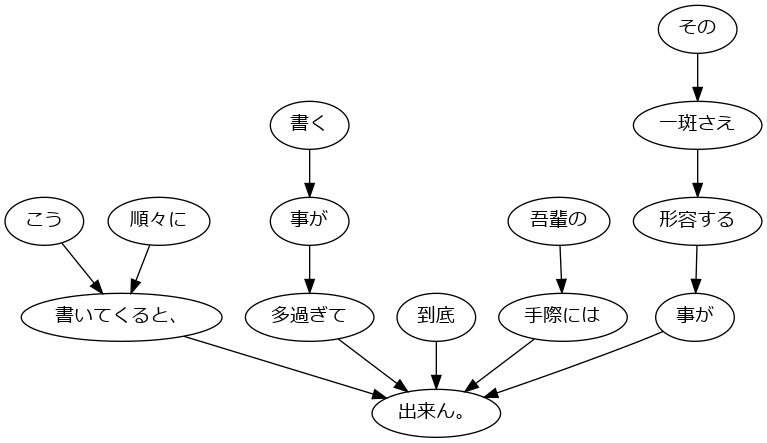 その
書く
一斑さえ
こう
順々に
事が
吾輩の
形容する
書いてくると、
多過ぎて
到底
手際には
事が
出来ん。